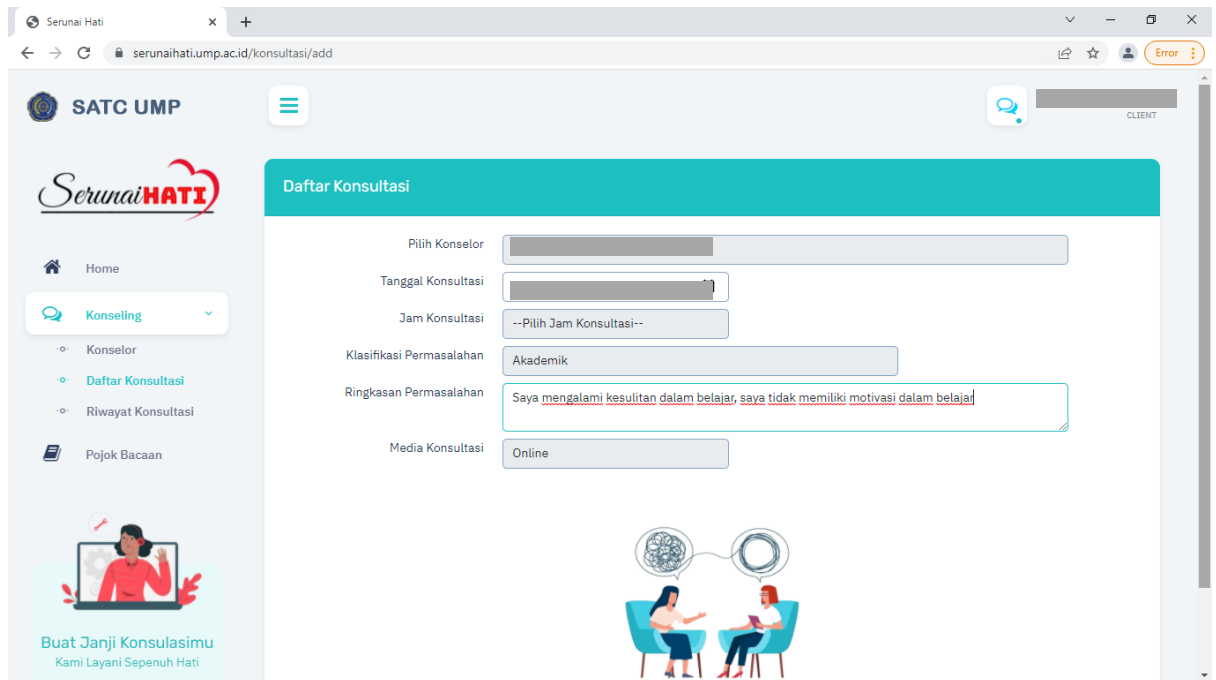 Serunai Hati
serunaihati.ump.ac.id/konsultasi/add
Error
SATC UMP
CLIENT
SerunaiHATI
Daftar Konsultasi
Pilih Konselor
Tanggal Konsultasi
Home
Jam Konsultasi --Pilih Jam Konsultasi--
Konseling
Klasifikasi Permasalahan Akademik
Konselor
Daftar Konsultasi
Ringkasan Permasalahan Saya mengalami kesulitan dalam belajar, saya tidak memiliki motivasi dalam belajar
Riwayat Konsultasi
Media Konsultasi Online
Pojok Bacaan
Buat Janji Konsulasimu
Kami Layani Sepenuh Hati